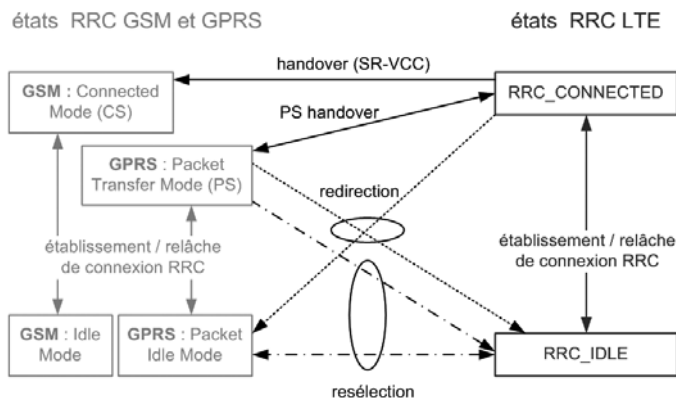 états RRC GSM et GPRS
états RRC LTE
handover (SR-VCC)
GSM : Connected
Mode (CS)
RRC_CONNECTED
PS handover
GPRS : Packet
Transfer Mode (PS)
redirection
établissement / relâche
de connexion RRC
établissement / relâche
de connexion RRC
GSM : Idle
Mode
GPRS : Packet
Idle Mode
RRC_IDLE
resélection